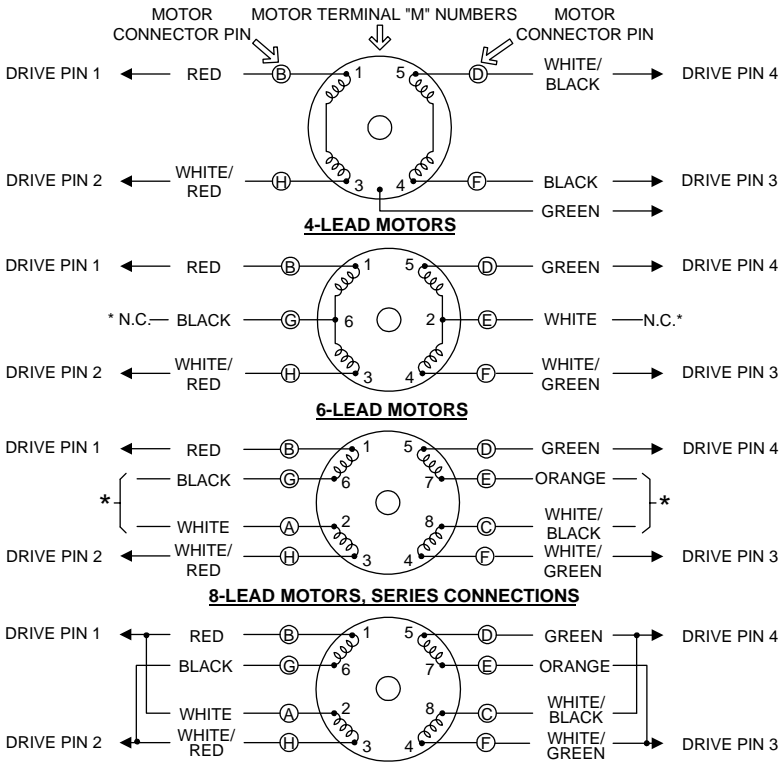 MOTOR CONNECTOR PIN
MOTOR TERMINAL "M" NUMBERS
MOTOR CONNECTOR PIN
DRIVE PIN 1 RED B 1 5 D WHITE/ BLACK DRIVE PIN 4
DRIVE PIN 2 WHITE/ RED H 3 4 F BLACK DRIVE PIN 3
GREEN
4-LEAD MOTORS
DRIVE PIN 1 RED B 1 5 D GREEN DRIVE PIN 4
* N.C. BLACK G 6 2 E WHITE N.C.*
DRIVE PIN 2 WHITE/ RED H 3 4 F WHITE/ GREEN DRIVE PIN 3
6-LEAD MOTORS
DRIVE PIN 1 RED B 1 5 D GREEN DRIVE PIN 4
BLACK G 6 7 E ORANGE
* *
WHITE A 2 8 C WHITE/ BLACK
DRIVE PIN 2 WHITE/ RED H 3 4 F WHITE/ GREEN DRIVE PIN 3
8-LEAD MOTORS, SERIES CONNECTIONS
DRIVE PIN 1 RED B 1 5 D GREEN DRIVE PIN 4
BLACK G 6 7 E ORANGE
WHITE A 2 8 C WHITE/ BLACK
DRIVE PIN 2 WHITE/ RED H 3 4 F WHITE/ GREEN DRIVE PIN 3